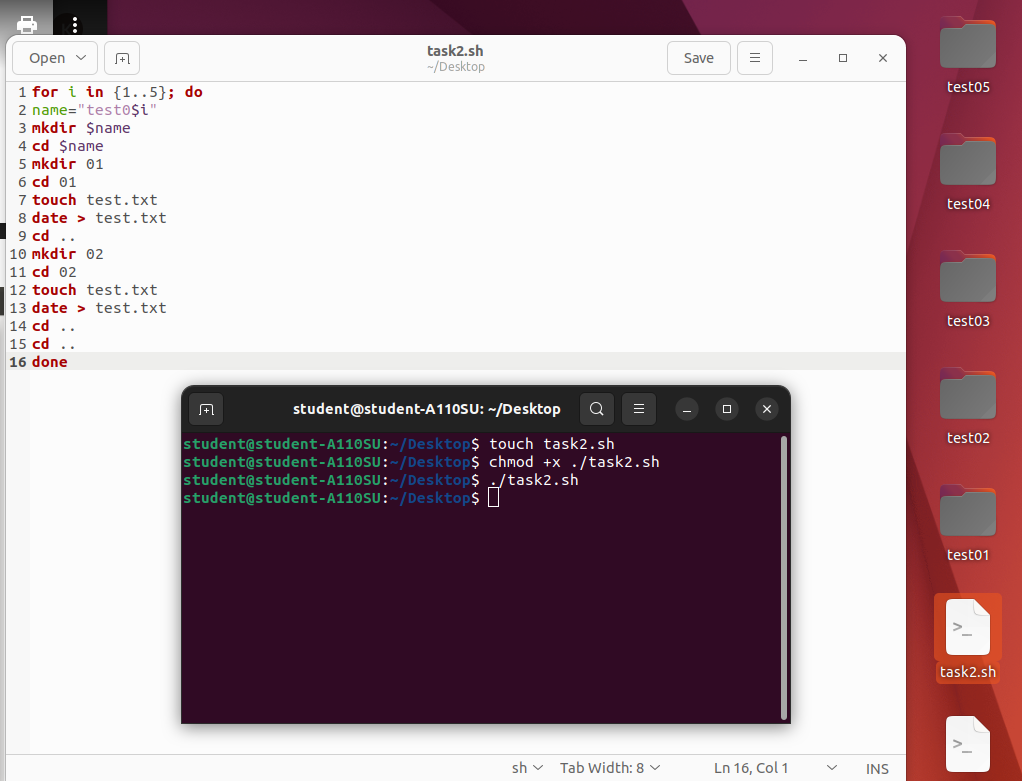 Open
task2.sh
~/Desktop
Save
1 for i in {1..5}; do
2 name="test0$i"
3 mkdir $name
4 cd $name
5 mkdir 01
6 cd 01
7 touch test.txt
8 date > test.txt
9 cd ..
10 mkdir 02
11 cd 02
12 touch test.txt
13 date > test.txt
14 cd ..
15 cd ..
16 done
student@student-A110SU: ~/Desktop
student@student-A110SU:~/Desktop$ touch task2.sh
student@student-A110SU:~/Desktop$ chmod +x ./task2.sh
student@student-A110SU:~/Desktop$ ./task2.sh
student@student-A110SU:~/Desktop$
sh Tab Width: 8 Ln 16, Col 1 INS
test05
test04
test03
test02
test01
>_
task2.sh
>_